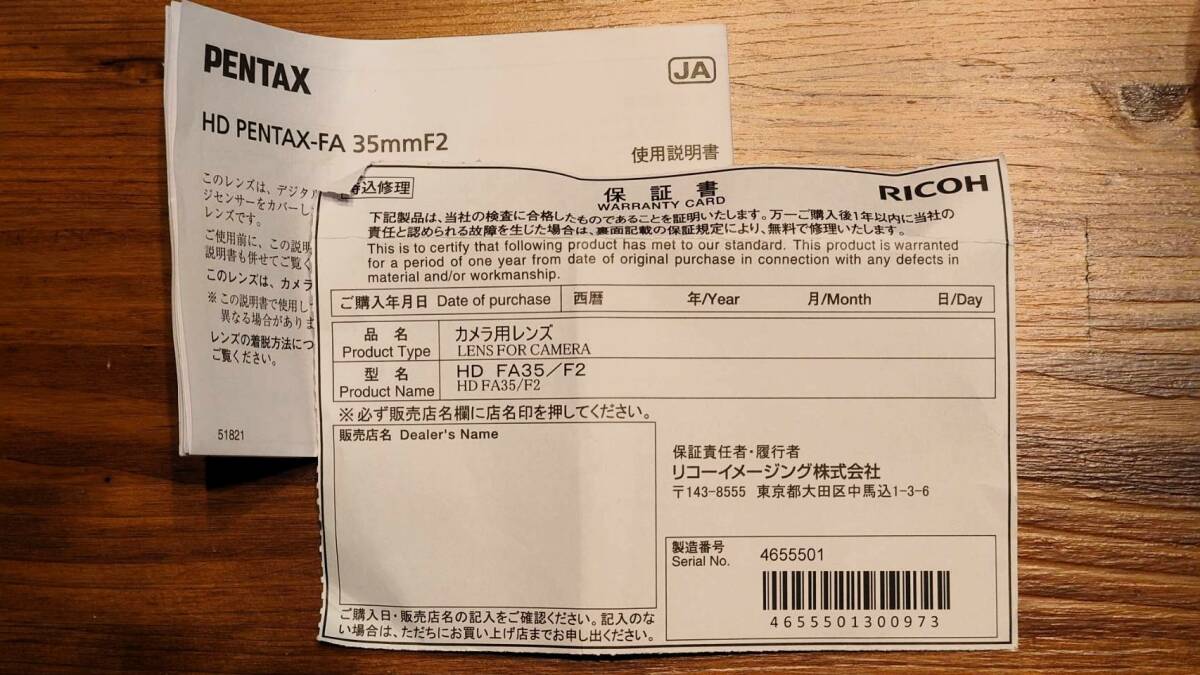 PENTAX
JA
HD PENTAX-FA 35mmF2
使用説明書
このレンズは、デジタル
ジセンサーをカバーし
レンズです。
ご使用前に、この説明
説明書も併せてご覧く
このレンズは、カメラ
※この説明書で使用し
異なる場合がありま
レンズの着脱方法につ
ご覧ください。
51821
込修理
保証書
WARRANTY CARD
RICOH
下記製品は、当社の検査に合格したものであることを証明いたします。万一ご購入後1年以内に当社の
責任と認められる故障を生じた場合は、裏面記載の保証規定により、無料で修理いたします。
This is to certify that following product has met to our standard. This product is warranted
for a period of one year from date of original purchase in connection with any defects in
material and/or workmanship.
ご購入年月日 Date of purchase 西暦 年/Year 月/Month 日/Day
品名 カメラ用レンズ
Product Type LENS FOR CAMERA
型名 HD FA35/F2
Product Name HD FA35/F2
※必ず販売店名欄に店名印を押してください。
販売店名 Dealer's Name
保証責任者・履行者
リコーイメージング株式会社
〒143-8555 東京都大田区中馬込1-3-6
製造番号
Serial No. 4655501
4655501300973
ご購入日・販売店名の記入をご確認ください。記入のな
い場合は、ただちにお買い上げ店までお申し出ください。